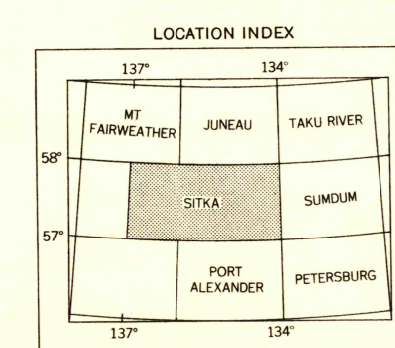 LOCATION INDEX
137° 134°
MT
FAIRWEATHER JUNEAU TAKU RIVER
58°
SITKA SUMDUM
57°
PORT
ALEXANDER PETERSBURG
137° 134°